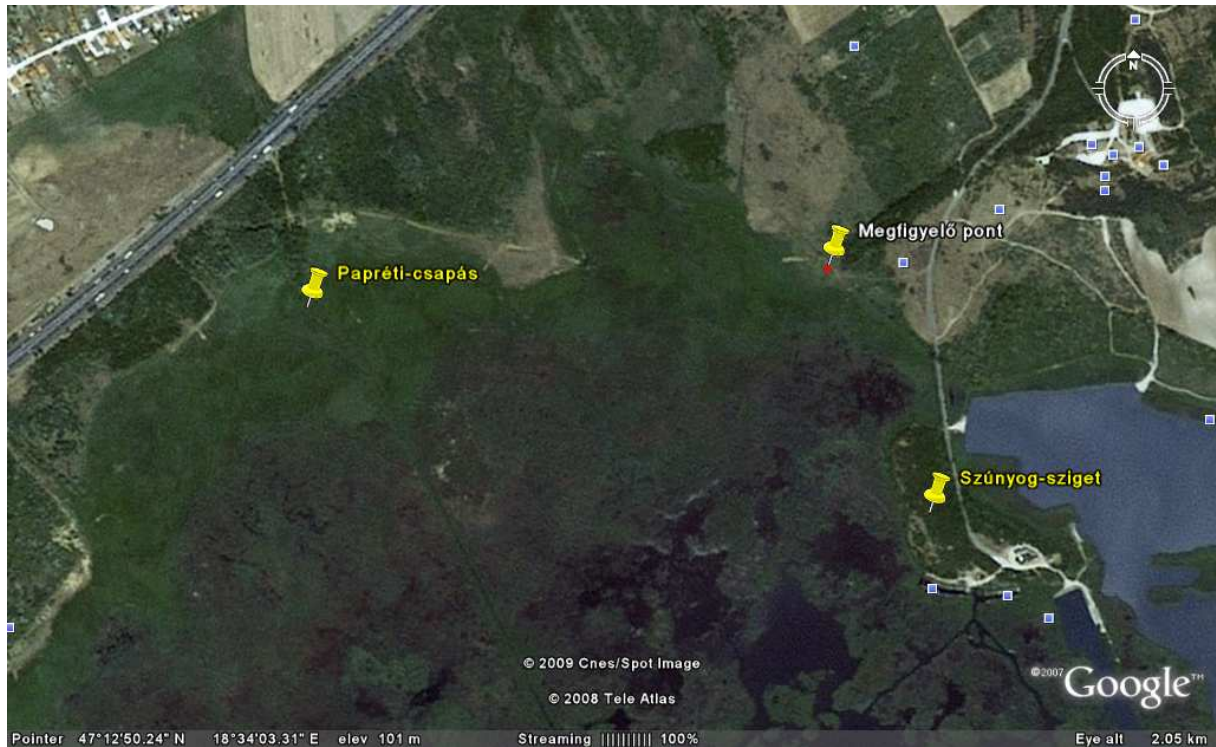 N
Megfigyelő pont
Papréti-csapás
Szúnyog-sziget
© 2009 Cnes/Spot Image
© 2008 Tele Atlas
©2007 Google™
Pointer 47°12'50.24" N 18°34'03.31" E elev 101 m Streaming |||||||||| 100% Eye alt 2.05 km